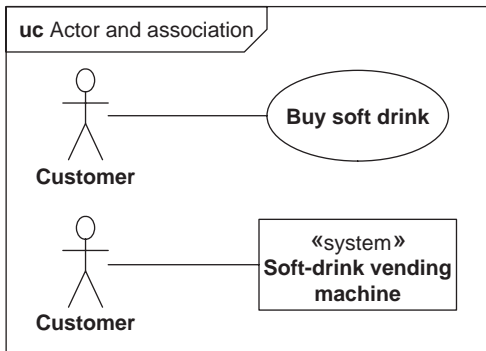 uc Actor and association
Buy soft drink
Customer
«system»
Soft-drink vending
machine
Customer